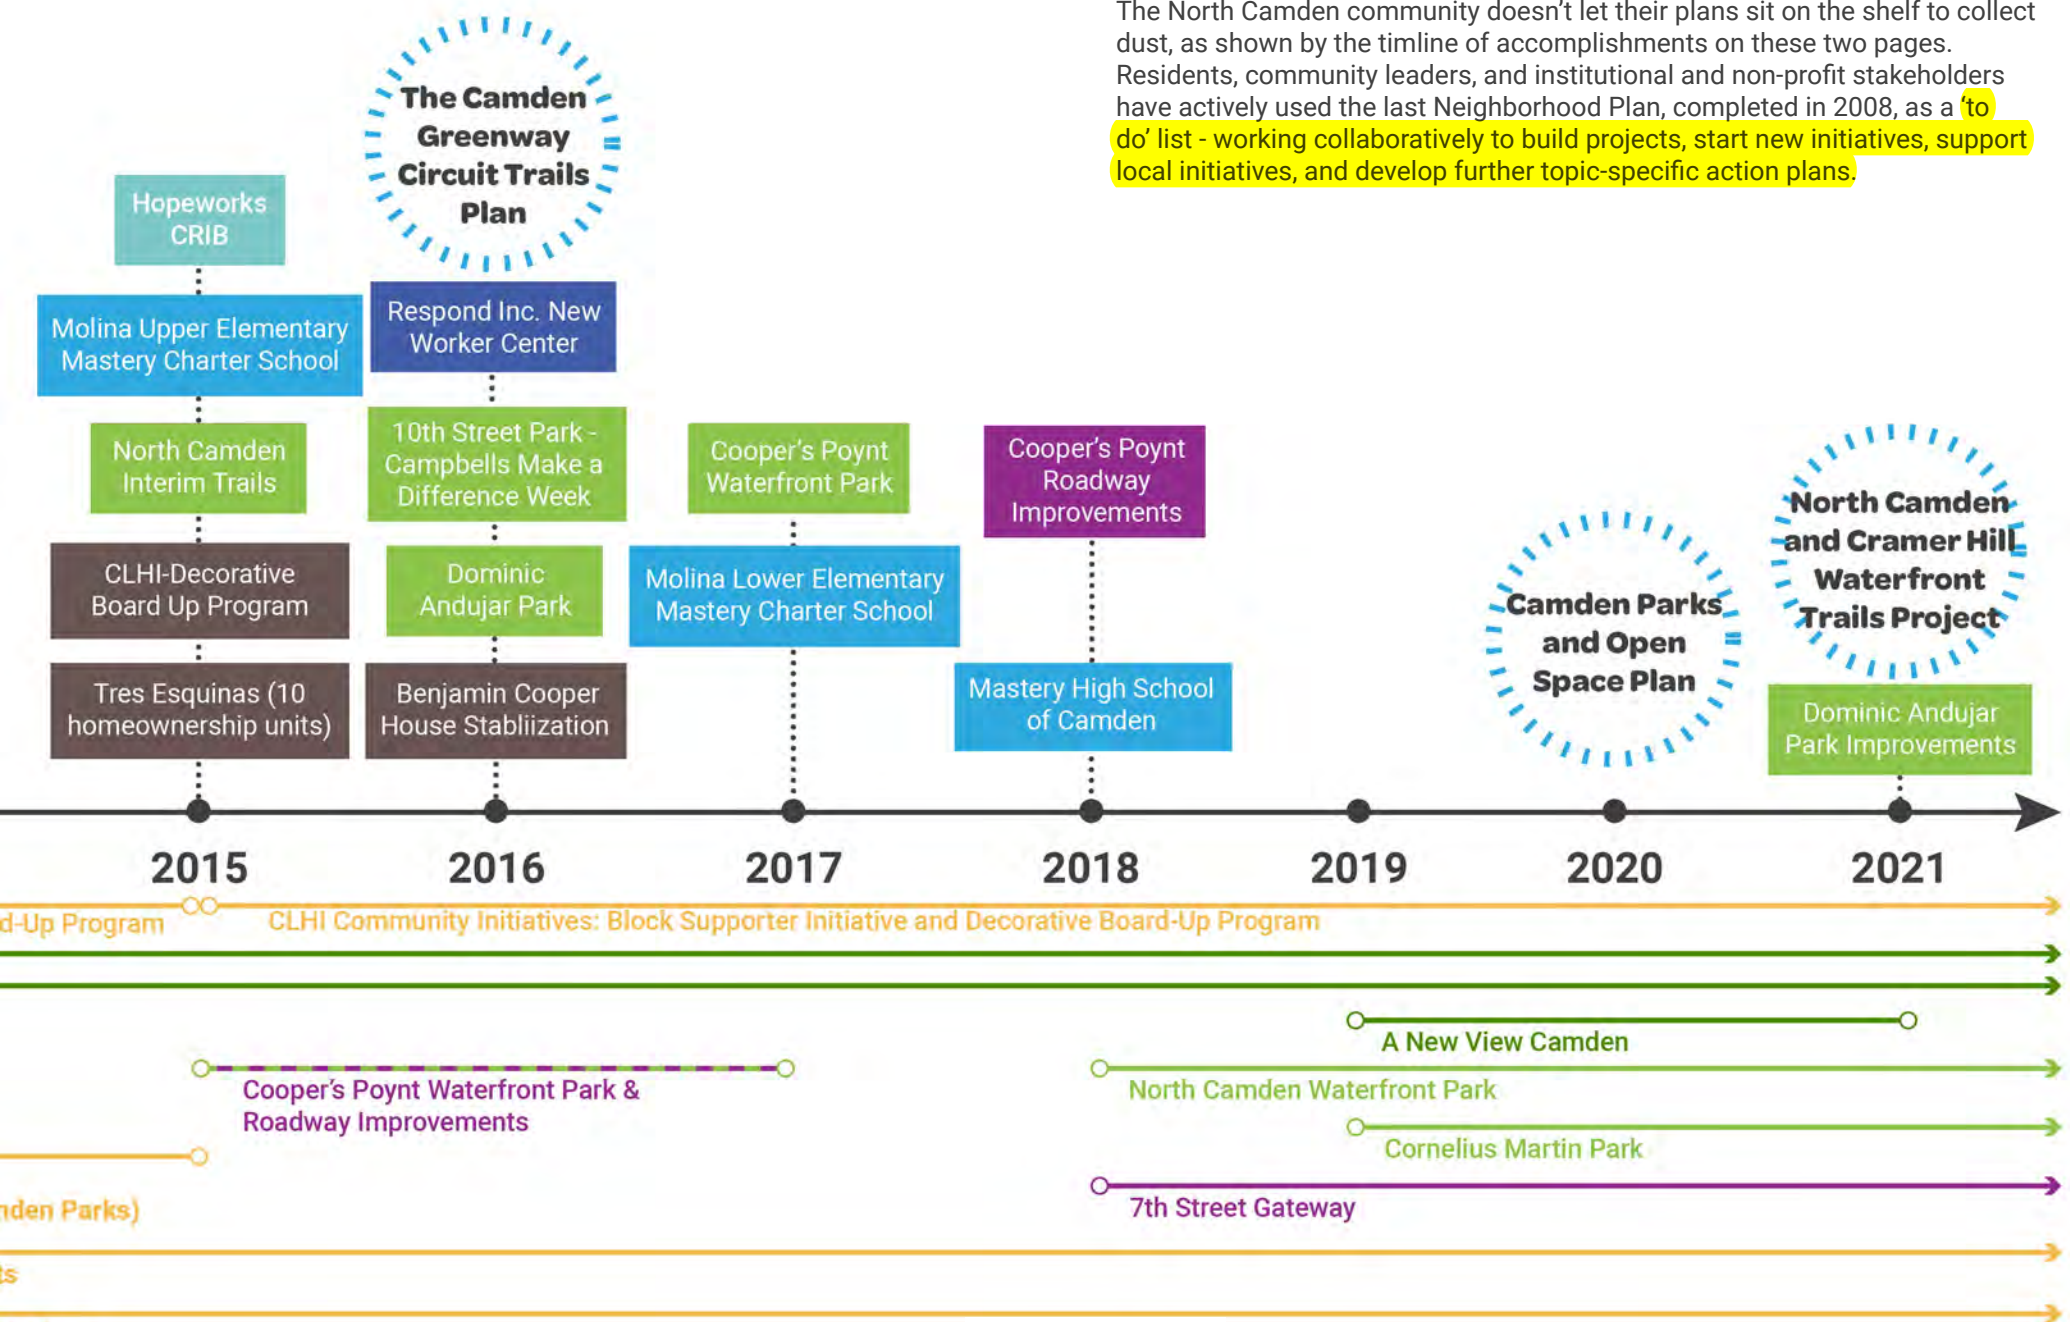 The North Camden community doesn’t let their plans sit on the shelf to collect
dust, as shown by the timline of accomplishments on these two pages.
Residents, community leaders, and institutional and non-profit stakeholders
have actively used the last Neighborhood Plan, completed in 2008, as a ‘to
do’ list - working collaboratively to build projects, start new initiatives, support
local initiatives, and develop further topic-specific action plans.
Hopeworks
CRIB
Molina Upper Elementary
Mastery Charter School
North Camden
Interim Trails
CLHI-Decorative
Board Up Program
Tres Esquinas (10
homeownership units)
The Camden
Greenway
Circuit Trails
Plan
Respond Inc. New
Worker Center
10th Street Park -
Campbells Make a
Difference Week
Dominic
Andujar Park
Benjamin Cooper
House Stabliization
Cooper’s Poynt
Waterfront Park
Molina Lower Elementary
Mastery Charter School
Cooper’s Poynt
Roadway
Improvements
Mastery High School
of Camden
Camden Parks
and Open
Space Plan
North Camden
and Cramer Hill
Waterfront
Trails Project
Dominic Andujar
Park Improvements
2015 2016 2017 2018 2019 2020 2021
d-Up Program
CLHI Community Initiatives: Block Supporter Initiative and Decorative Board-Up Program
A New View Camden
Cooper’s Poynt Waterfront Park &
Roadway Improvements
North Camden Waterfront Park
Cornelius Martin Park
7th Street Gateway
nden Parks)
ts